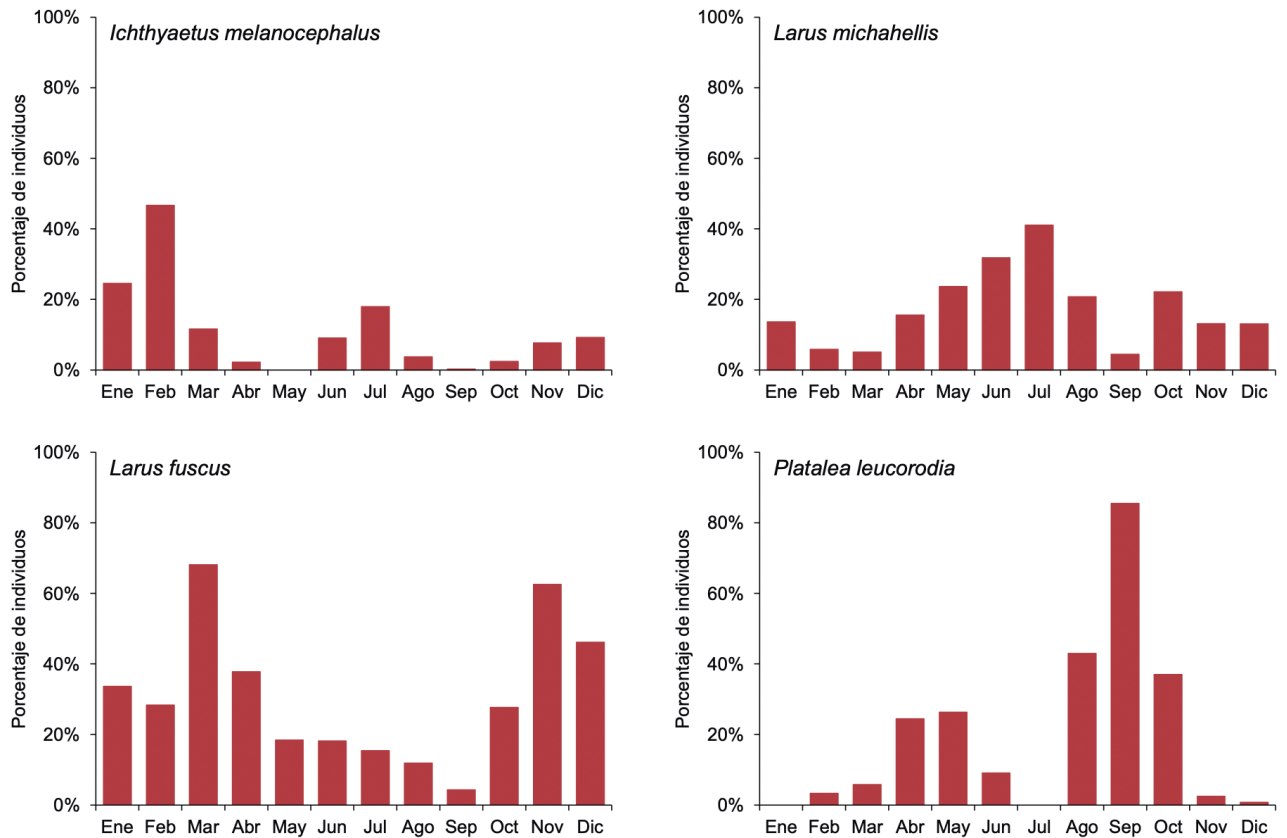 Ichthyaetus melanocephalus
Porcentaje de individuos
100%
80%
60%
40%
20%
0%
Ene Feb Mar Abr May Jun Jul Ago Sep Oct Nov Dic
Larus michahellis
Porcentaje de individuos
100%
80%
60%
40%
20%
0%
Ene Feb Mar Abr May Jun Jul Ago Sep Oct Nov Dic
Larus fuscus
Porcentaje de individuos
100%
80%
60%
40%
20%
0%
Ene Feb Mar Abr May Jun Jul Ago Sep Oct Nov Dic
Platalea leucorodia
Porcentaje de individuos
100%
80%
60%
40%
20%
0%
Ene Feb Mar Abr May Jun Jul Ago Sep Oct Nov Dic